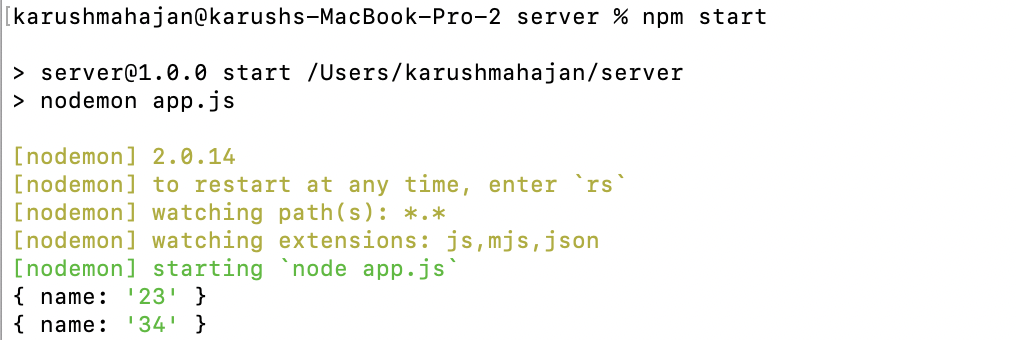 [karushmahajan@karushs-MacBook-Pro-2 server % npm start
> server@1.0.0 start /Users/karushmahajan/server
> nodemon app.js
[nodemon] 2.0.14
[nodemon] to restart at any time, enter `rs`
[nodemon] watching path(s): *.*
[nodemon] watching extensions: js,mjs,json
[nodemon] starting `node app.js`
{ name: '23' }
{ name: '34' }